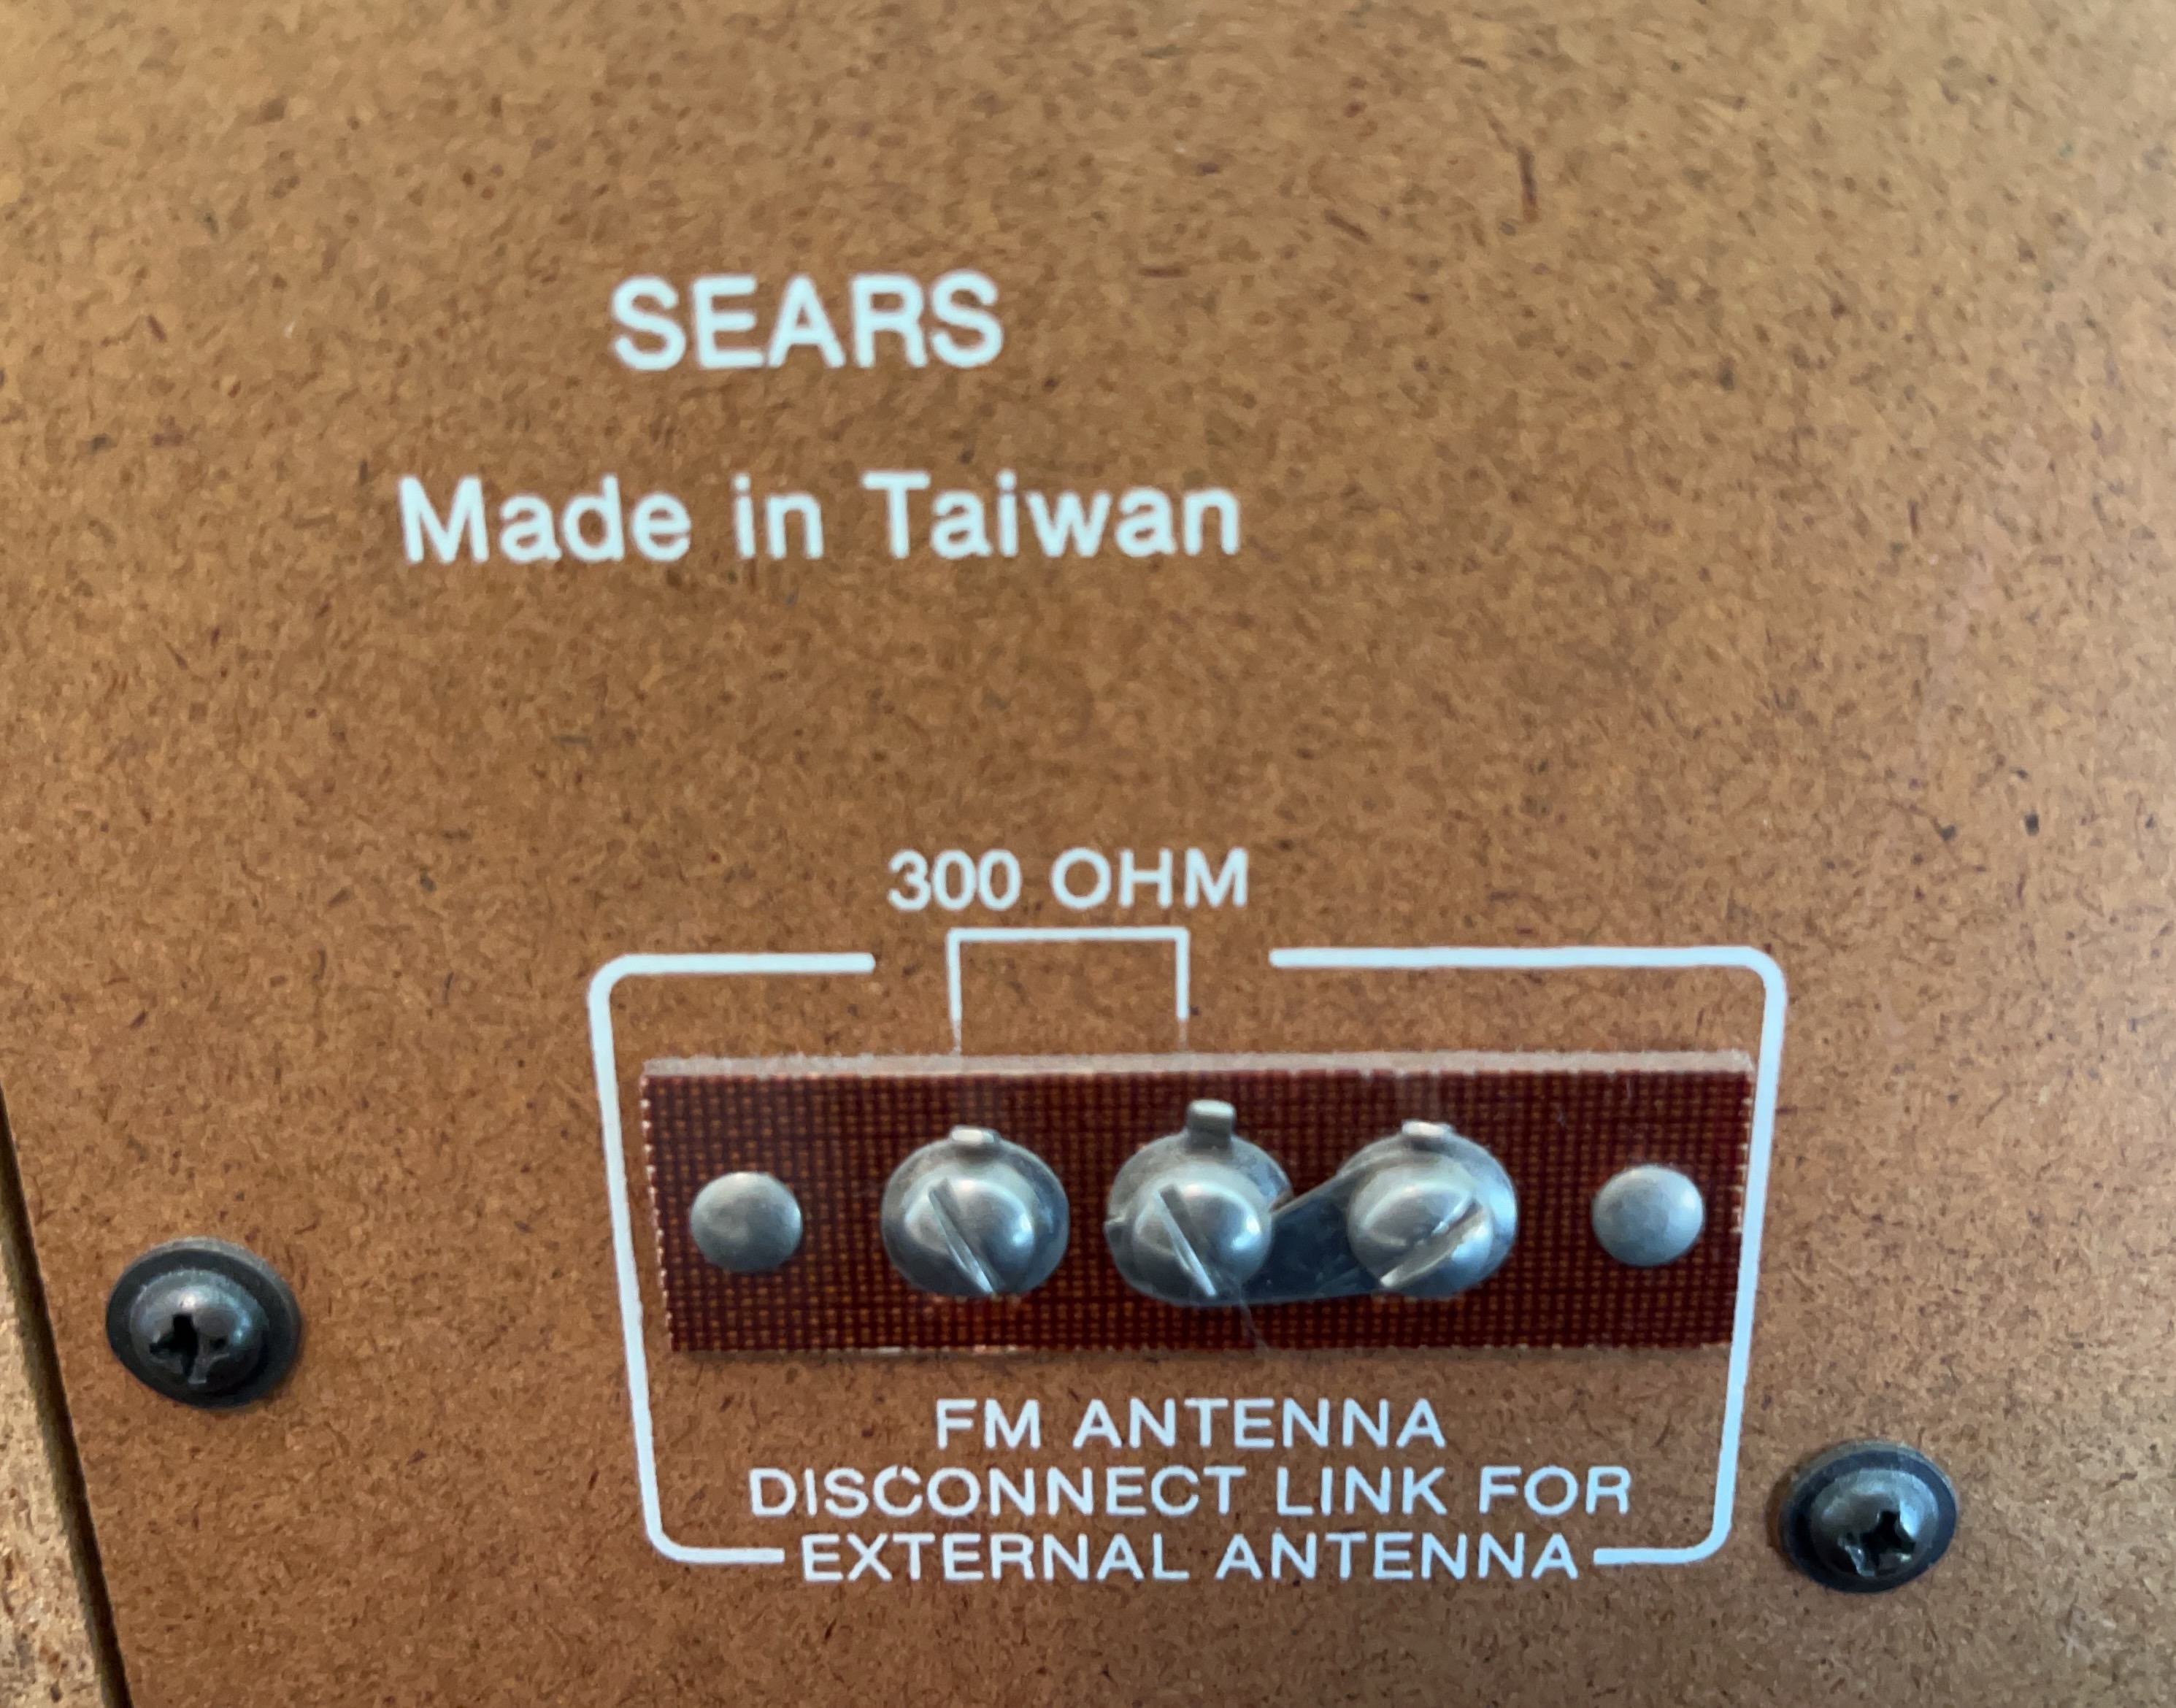 SEARS
Made in Taiwan
300 OHM
FM ANTENNA
DISCONNECT LINK FOR
EXTERNAL ANTENNA